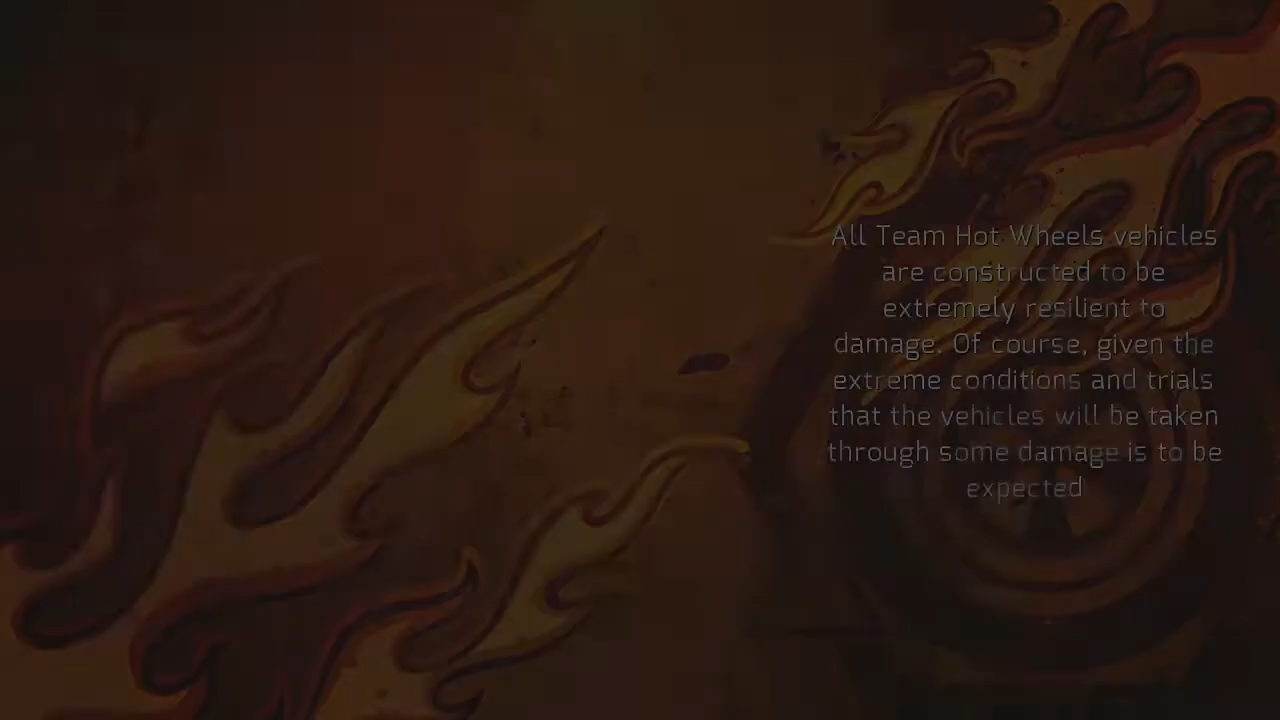 All Team Hot Wheels vehicles
are constructed to be
extremely resilient to
damage. Of course, given the
extreme conditions and trials
that the vehicles will be taken
through some damage is to be
expected